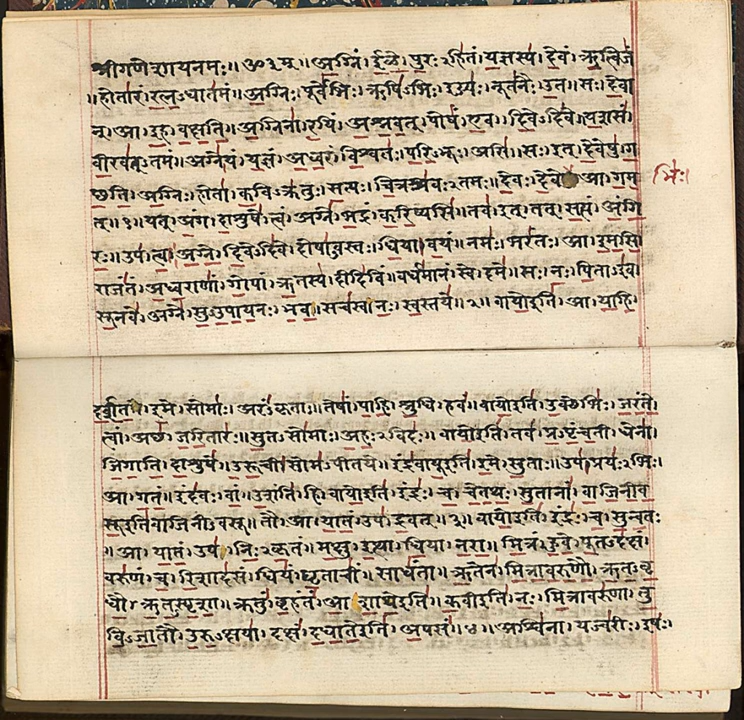 श्रीगणेशायनमः॥ॐ३म्॥अग्निं।ईळे।पुरःऽहितं।यज्ञस्य।देवं।ऋत्विजं
॥होतारं।रत्नऽधातमं॥अग्निः।पूर्वेभिः।ऋषिऽभिः।ईड्यः।नूतनैः।उत॥सः।देवा
न्।आ।इह।वक्षति॥अग्निना।रयिं।अश्नवत्।पोषं।एव।दिवेऽदिवे॥यशसं
वीरवत्ऽतमं॥अग्ने।यं।यज्ञं।अध्वरं।विश्वतः।परिऽभूः।असि॥सः।इत्।देवेषु।ग
च्छति।अग्निः।होता।कविऽक्रतुः।सत्यः।चित्रश्रवःऽतमः॥देवः।देवे।आ।गम
भिः।
त्॥१॥यत्।अंग।दाशुषे।त्वं।अग्ने।भद्रं।करिष्यसि॥तव।इत्।तत्।सत्यं।अंगि
रः॥उप।त्वा।अग्ने।दिवेऽदिवे।दोषाऽवस्तः।धिया।वयं॥नमः।भरंतः।आ।इमसि
राजंतं।अध्वराणां।गोपां।ऋतस्य।दीदिविं॥वर्धमानं।स्वे।दमे॥सः।नः।पिताऽइव।
सूनवे।अग्ने।सुऽउपायनः।भव॥सचस्व।नः।स्वस्तये॥२॥वायोइति।आ।याहि।
दर्शत।इमे।सोमाः।अरंऽकृताः॥तेषां।पाहि।श्रुधि।हवं॥वायोइति।उक्थेभिः।जरंते।
त्वां।अच्छ।जरितारः॥सुतऽसोमाः।अहःऽविदः॥वायोइति।तव।प्रऽपृंचती।धेना।
जिगाति।दाशुषे॥उरूची।सोमऽपीतये॥इंद्रवायूइति।इमे।सुताः॥उप।प्रयःऽभिः।
आ।गतं॥इंदवः।वां।उशंति।हि॥वायोइति।इंद्रः।च।चेतथः।सुतानां।वाजिनीव
सूइतिवाजिनीऽवसू॥तौ।आ।यातं।उप।द्रवत्॥३॥वायोइति।इंद्रः।च।सुन्वतः
॥आ।यातं।उप।निःऽकृतं॥मक्षु।इत्था।धिया।नरा॥मित्रं।हुवे।पूतऽदक्षं।
वरुणं।च।रिशादसं॥धियं।घृताचीं।साधंता॥ऋतेन।मित्रावरुणौ।ऋतऽवृ
धौ।ऋतऽस्पृशा॥क्रतुं।बृहंतं।आशाथेइति॥कवीइति।नः।मित्रावरुणा।तु
विऽजातौ।उरुऽक्षया॥दक्षं।दधातेइति।अपसं॥४॥अश्विना।यज्वरीः।इषः।